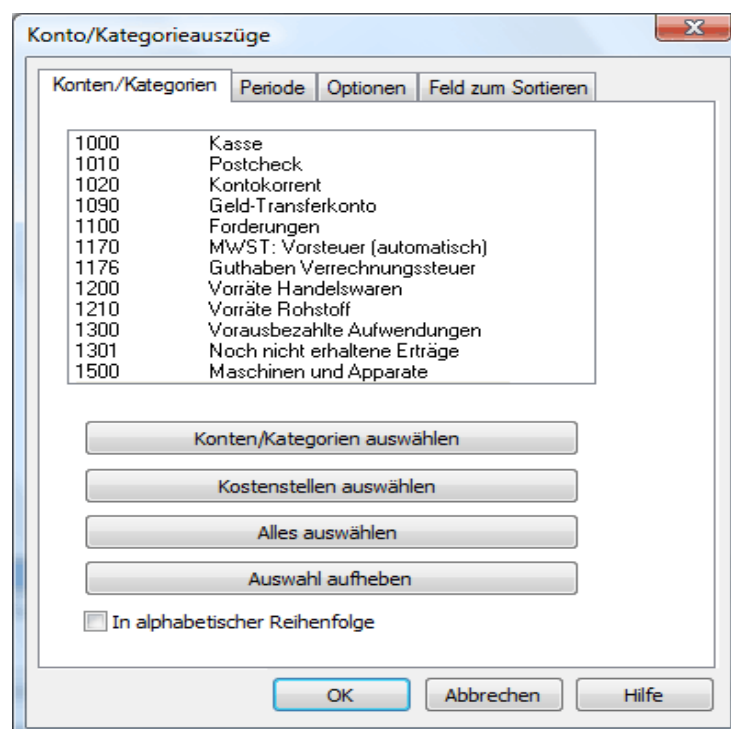 Konto/Kategorieauszüge
Konten/Kategorien Periode Optionen Feld zum Sortieren
1000 Kasse
1010 Postcheck
1020 Kontokorrent
1090 Geld-Transferkonto
1100 Forderungen
1170 MWST: Vorsteuer (automatisch)
1176 Guthaben Verrechnungssteuer
1200 Vorräte Handelswaren
1210 Vorräte Rohstoff
1300 Vorausbezahlte Aufwendungen
1301 Noch nicht erhaltene Erträge
1500 Maschinen und Apparate
Konten/Kategorien auswählen
Kostenstellen auswählen
Alles auswählen
Auswahl aufheben
In alphabetischer Reihenfolge
OK Abbrechen Hilfe